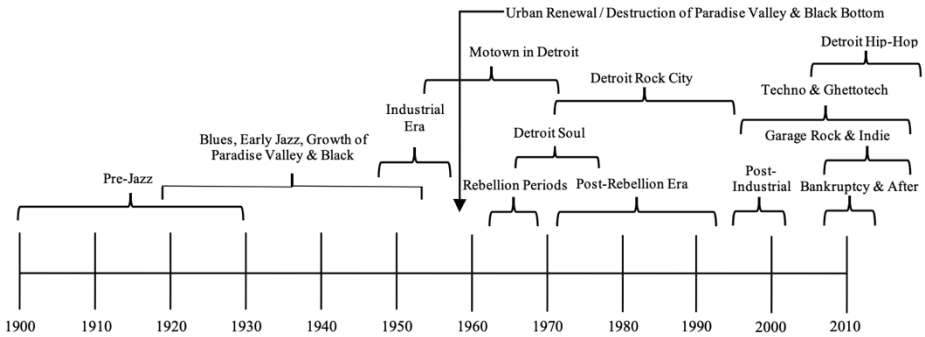 Urban Renewal / Destruction of Paradise Valley & Black Bottom
Detroit Hip-Hop
Motown in Detroit
Detroit Rock City
Techno & Ghettotech
Industrial
Era
Blues, Early Jazz, Growth of
Paradise Valley & Black
Detroit Soul
Garage Rock & Indie
Pre-Jazz
Rebellion Periods
Post-Rebellion Era
Post-
Industrial
Bankruptcy & After
1900 1910 1920 1930 1940 1950 1960 1970 1980 1990 2000 2010